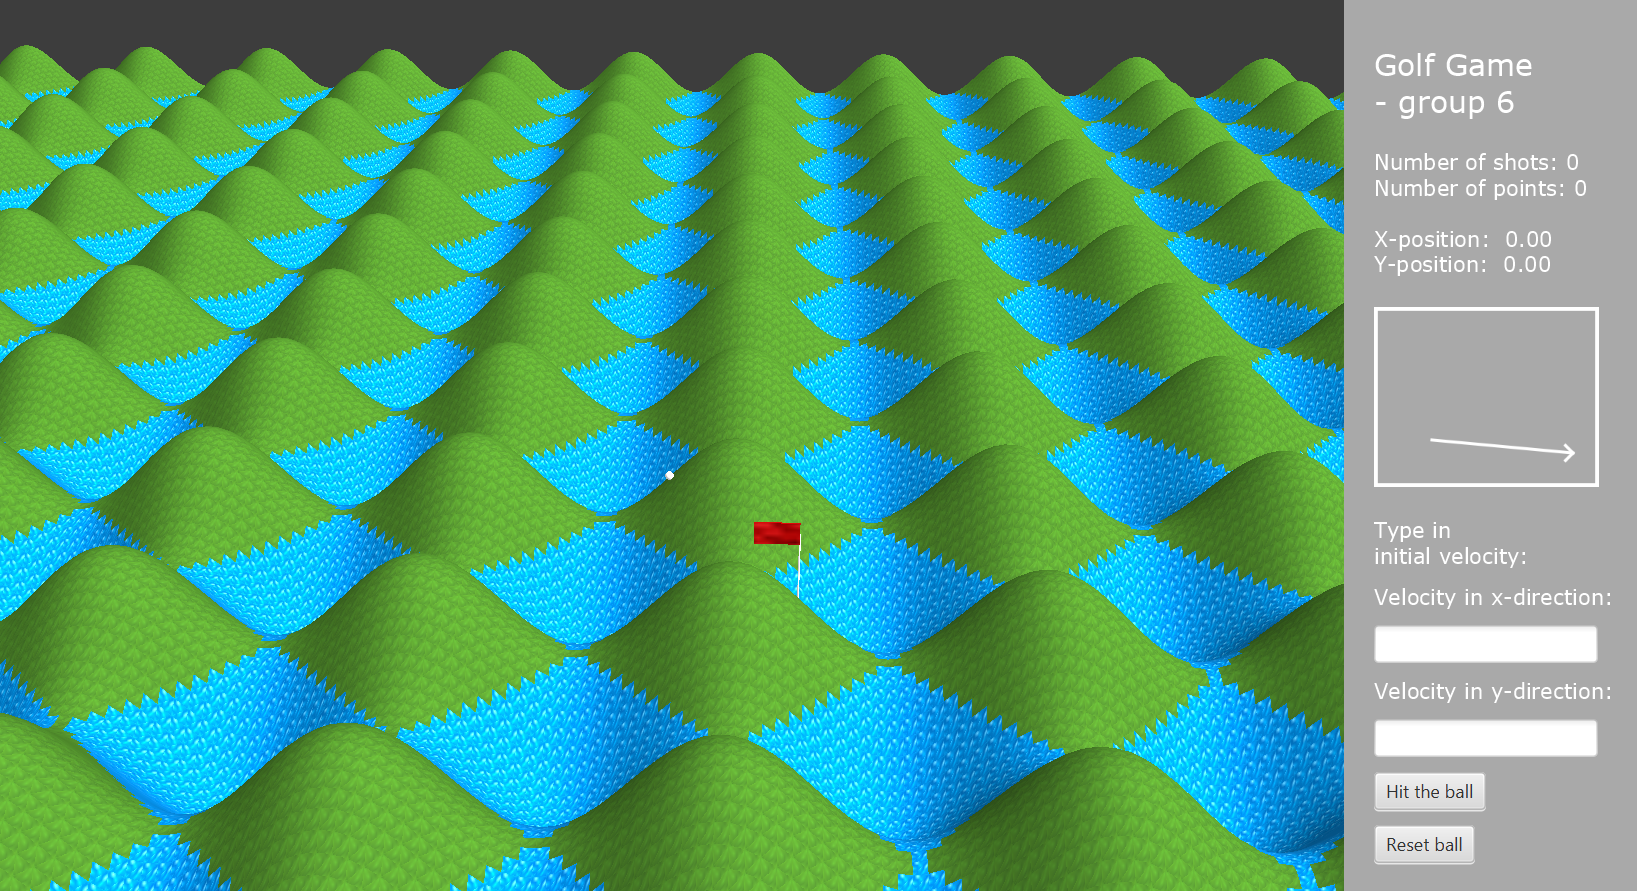 Golf Game
- group 6
Number of shots: 0
Number of points: 0
X-position: 0.00
Y-position: 0.00
Type in
initial velocity:
Velocity in x-direction:
Velocity in y-direction:
Hit the ball
Reset ball